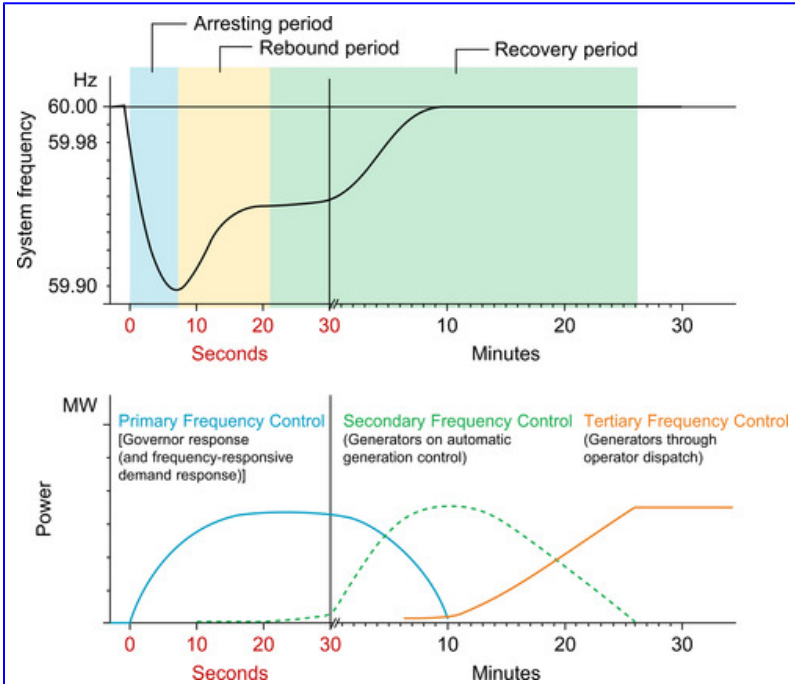 Arresting period
Rebound period
Recovery period
Hz
60.00
59.98
59.90
System frequency
0 10 20 30 10 20 30
Seconds Minutes
MW
Primary Frequency Control
[Governor response
(and frequency-responsive
demand response)]
Secondary Frequency Control
(Generators on automatic
generation control)
Tertiary Frequency Control
(Generators through
operator dispatch)
Power
0 10 20 30 10 20 30
Seconds Minutes